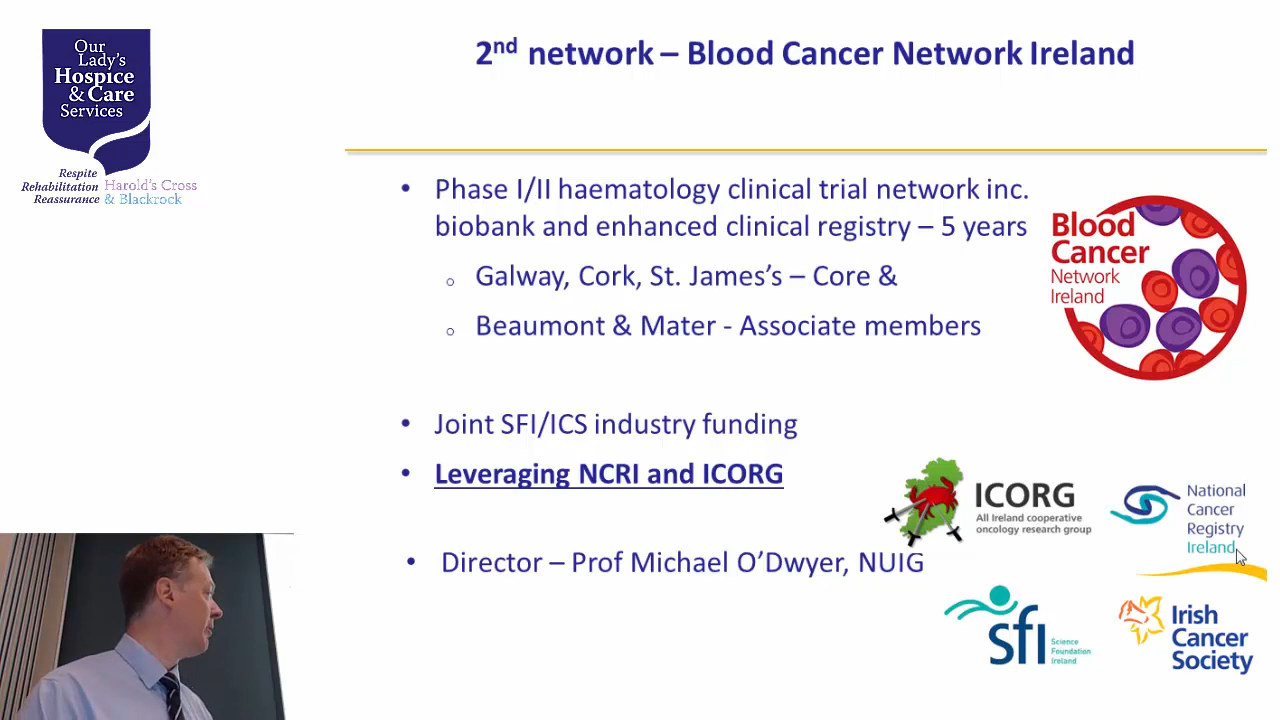 Our
Lady's
Hospice
& Care
Services
Respite
Rehabilitation
Reassurance
Harold's Cross
& Blackrock
2nd network – Blood Cancer Network Ireland
• Phase I/II haematology clinical trial network inc.
biobank and enhanced clinical registry – 5 years
o Galway, Cork, St. James's – Core &
o Beaumont & Mater - Associate members
• Joint SFI/ICS industry funding
• Leveraging NCRI and ICORG
• Director – Prof Michael O'Dwyer, NUIG
Blood
Cancer
Network
Ireland
ICORG
All Ireland cooperative
oncology research group
National
Cancer
Registry
Ireland
sfi
Science
Foundation
Ireland
Irish
Cancer
Society